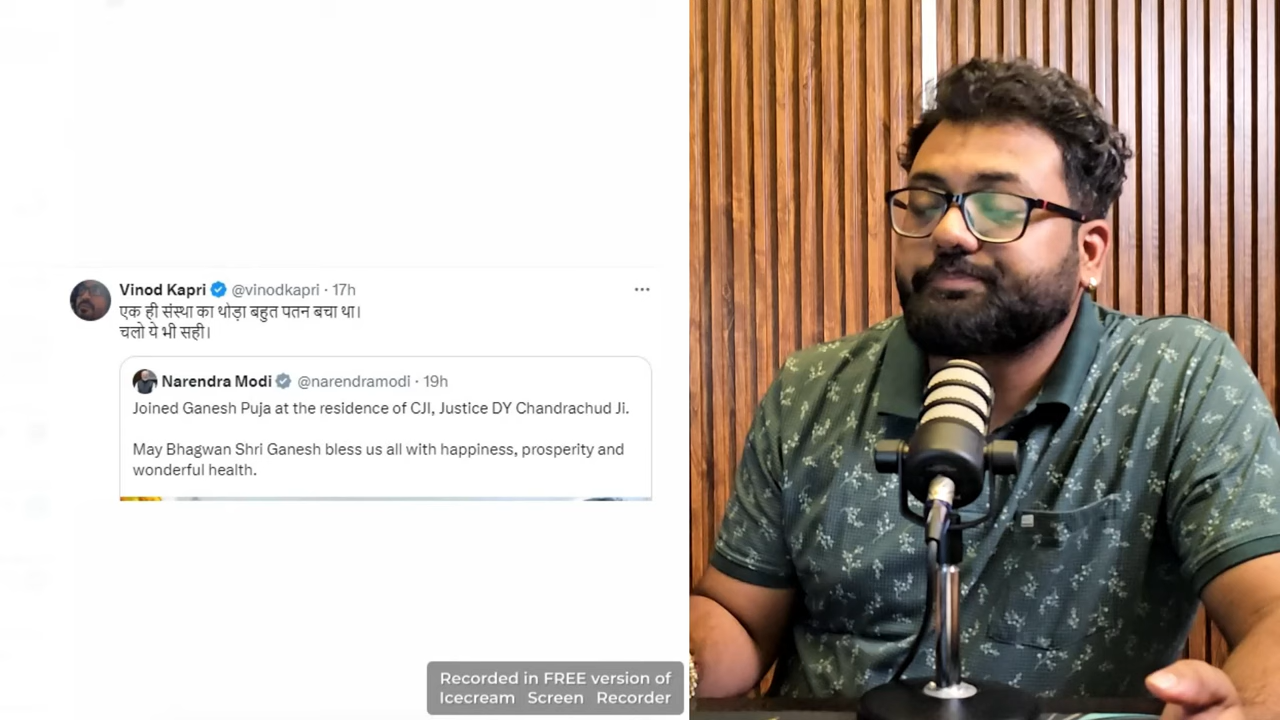 Vinod Kapri @vinodkapri · 17h
एक ही संस्था का थोड़ा बहुत पतन बचा था।
चलो ये भी सही।
Narendra Modi @narendramodi · 19h
Joined Ganesh Puja at the residence of CJI, Justice DY Chandrachud Ji.
May Bhagwan Shri Ganesh bless us all with happiness, prosperity and
wonderful health.
Recorded in FREE version of
Icecream Screen Recorder